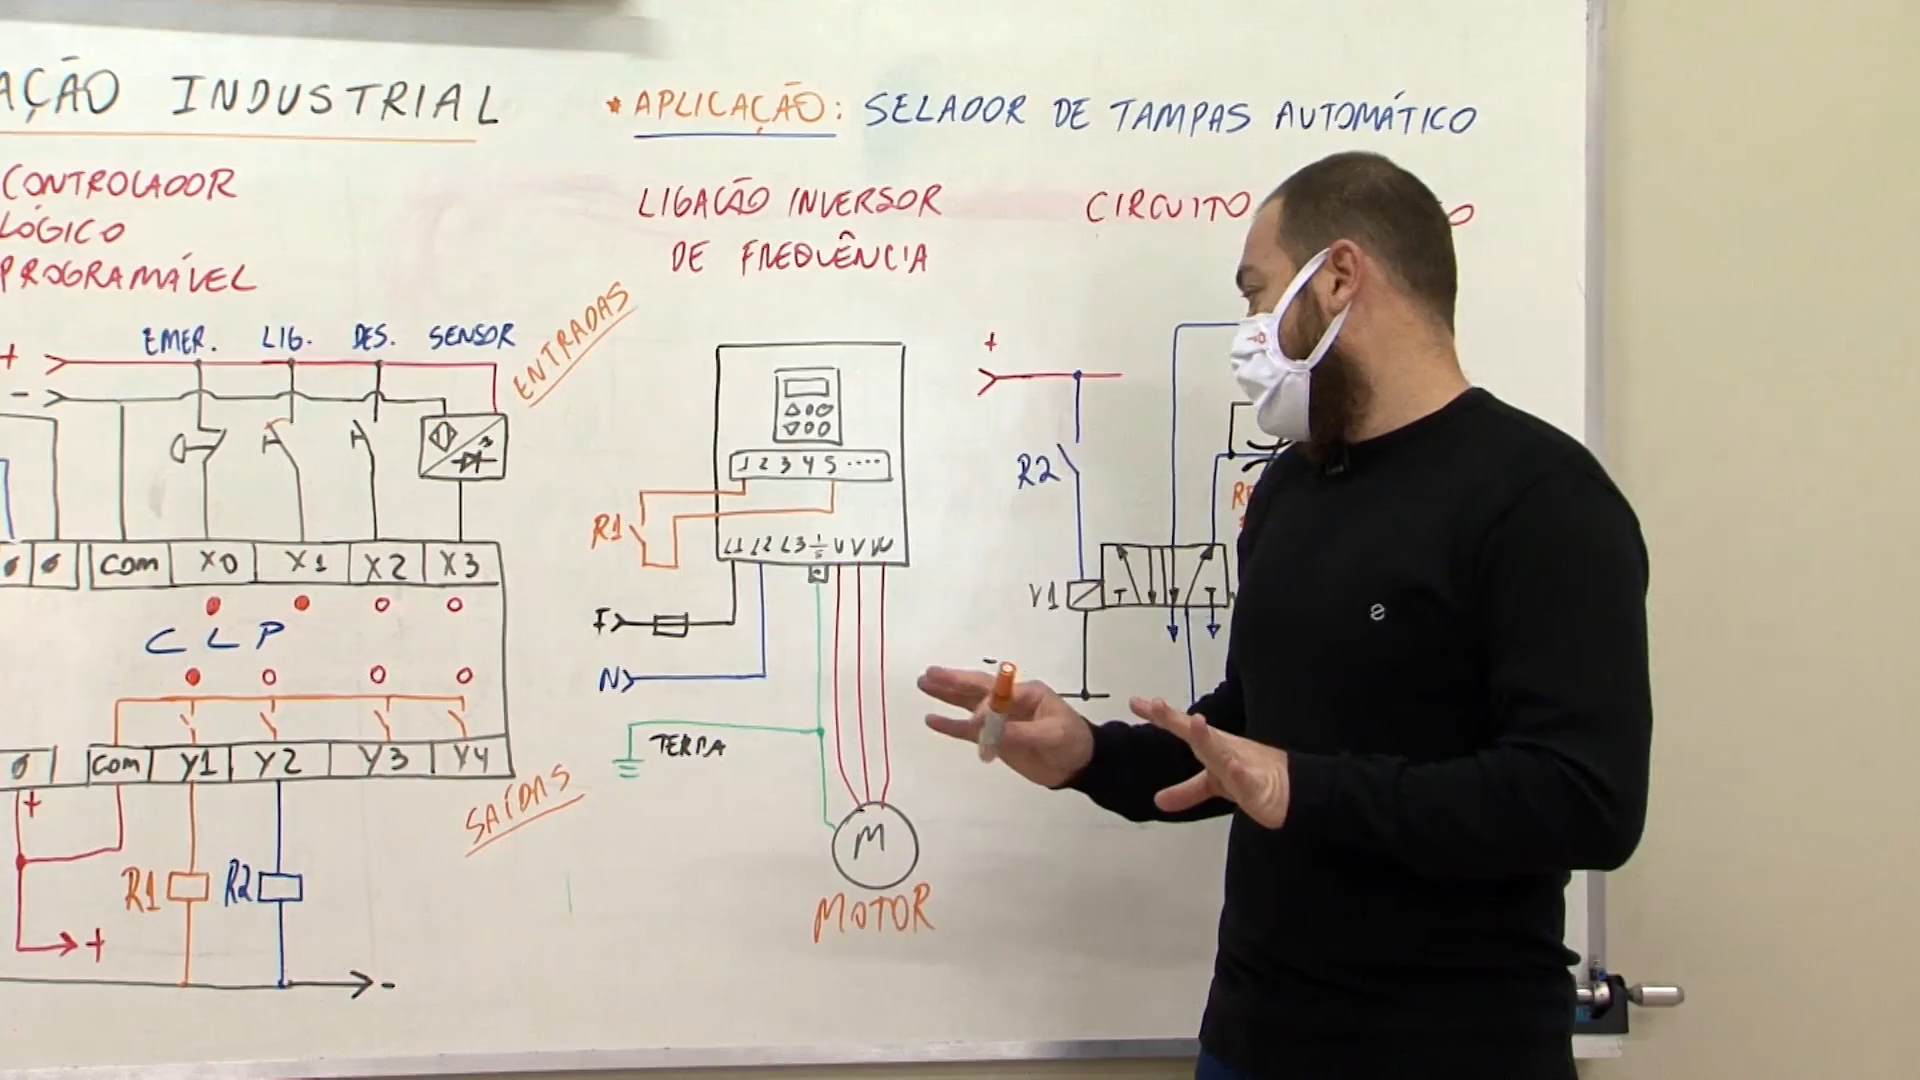 AÇÃO INDUSTRIAL
* APLICAÇÃO: SELADOR DE TAMPAS AUTOMÁTICO
CONTROLADOR
LÓGICO
PROGRAMÁVEL
LIGAÇÃO INVERSOR
DE FREQUÊNCIA
CIRCUITO
O
EMER. LIG. DES. SENSOR
ENTRADAS
+
-
COM X0 X1 X2 X3
CLP
COM Y1 Y2 Y3 Y4
SAÍDAS
+
R1 R2
+
-
1 2 3 4 5 ....
R1
L1 L2 L3 U V W
F
N
TERRA
M
MOTOR
+
R2
V1
-